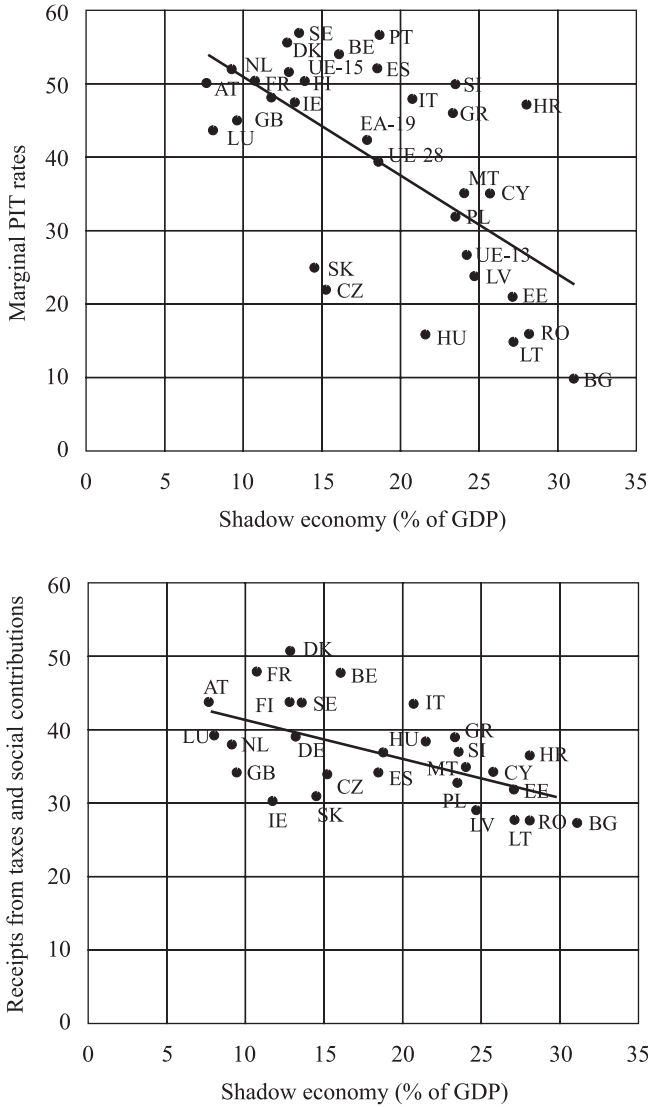 Marginal PIT rates
60
50
40
30
20
10
0
SE
PT
DK
BE
NL
UE-15
ES
AT
FR
FI
SI
IE
IT
HR
GB
GR
LU
EA-19
UE-28
MT
CY
PL
UE-13
SK
LV
CZ
EE
HU
RO
LT
BG
0 5 10 15 20 25 30 35
Shadow economy (% of GDP)
Receipts from taxes and social contributions
60
50
40
30
20
10
0
DK
FR
BE
AT
FI
SE
IT
LU
NL
DE
HU
GR
SI
HR
GB
CZ
ES
MT
CY
PL
EE
IE
SK
LV
LT
RO
BG
0 5 10 15 20 25 30 35
Shadow economy (% of GDP)